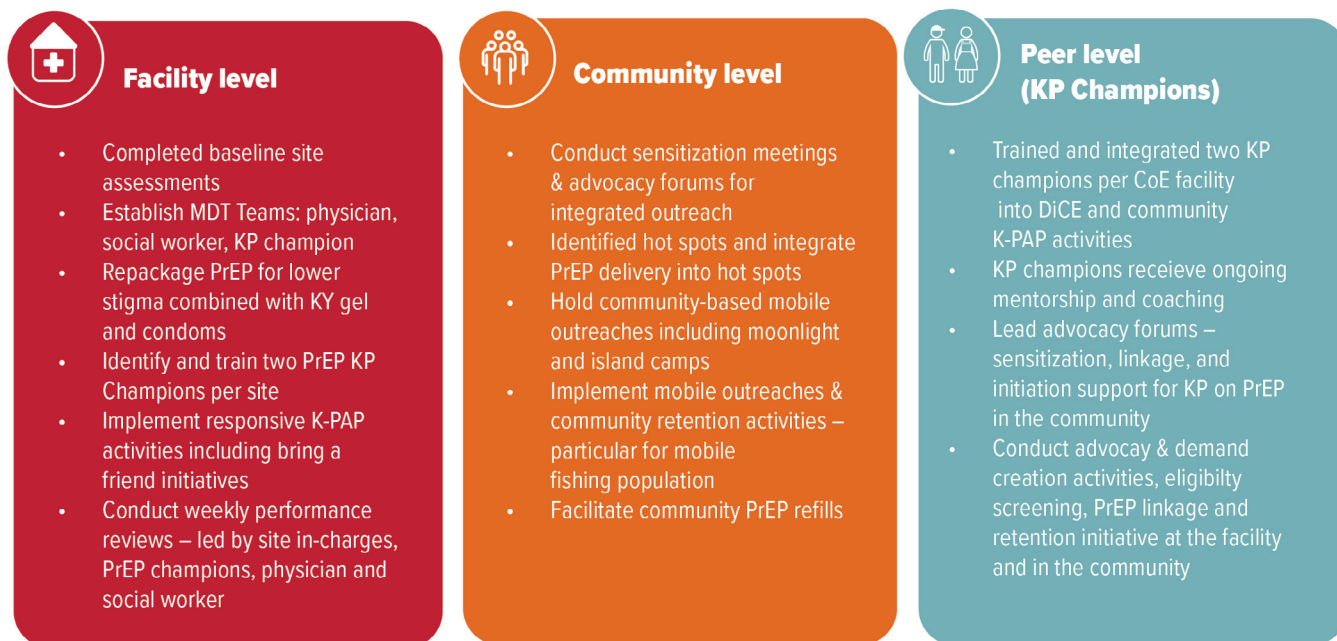 Facility level
• Completed baseline site
assessments
• Establish MDT Teams: physician,
social worker, KP champion
• Repackage PrEP for lower
stigma combined with KY gel
and condoms
• Identify and train two PrEP KP
Champions per site
• Implement responsive K-PAP
activities including bring a
friend initiatives
• Conduct weekly performance
reviews – led by site in-charges,
PrEP champions, physician and
social worker
Community level
• Conduct sensitization meetings
& advocacy forums for
integrated outreach
• Identified hot spots and integrate
PrEP delivery into hot spots
• Hold community-based mobile
outreaches including moonlight
and island camps
• Implement mobile outreaches &
community retention activities –
particular for mobile
fishing population
• Facilitate community PrEP refills
Peer level
(KP Champions)
• Trained and integrated two KP
champions per CoE facility
into DiCE and community
K-PAP activities
• KP champions receieve ongoing
mentorship and coaching
• Lead advocacy forums –
sensitization, linkage, and
initiation support for KP on PrEP
in the community
• Conduct advocay & demand
creation activities, eligibilty
screening, PrEP linkage and
retention initiative at the facility
and in the community